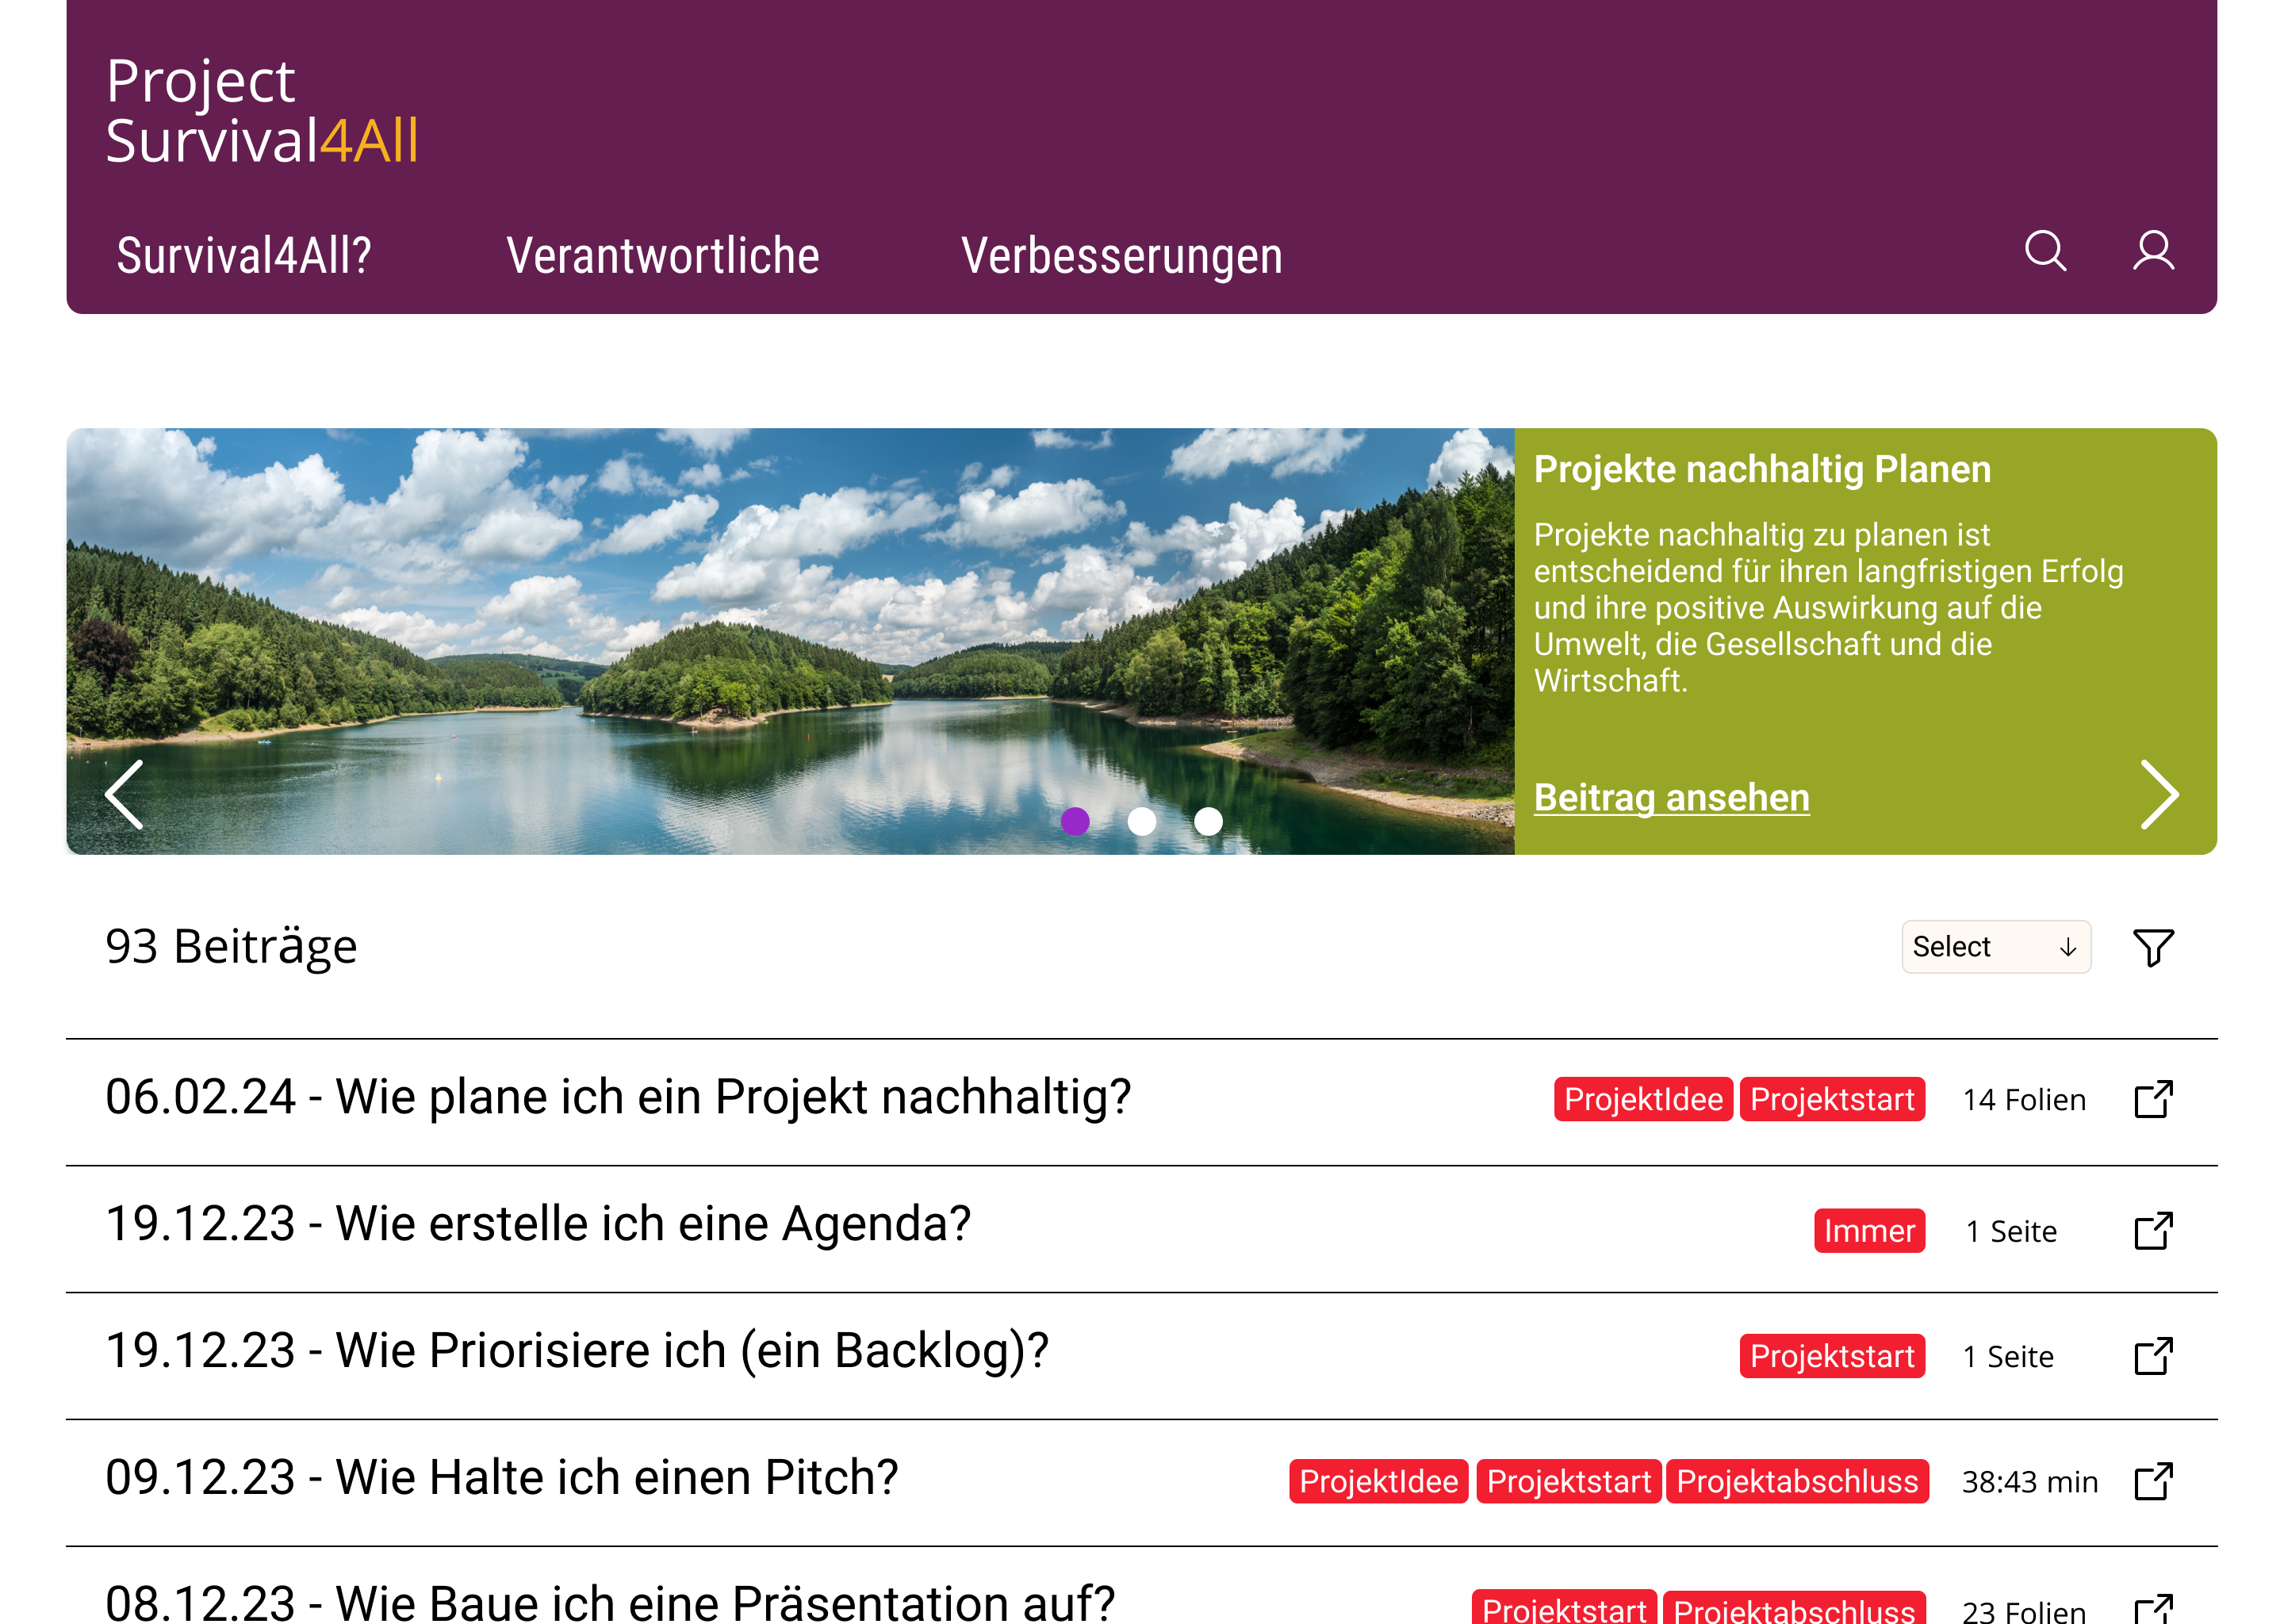 Project
Survival4All
Survival4All? Verantwortliche Verbesserungen
Projekte nachhaltig Planen
Projekte nachhaltig zu planen ist
entscheidend für ihren langfristigen Erfolg
und ihre positive Auswirkung auf die
Umwelt, die Gesellschaft und die
Wirtschaft.
Beitrag ansehen
93 Beiträge Select
06.02.24 - Wie plane ich ein Projekt nachhaltig? ProjektIdee Projektstart 14 Folien
19.12.23 - Wie erstelle ich eine Agenda? Immer 1 Seite
19.12.23 - Wie Priorisiere ich (ein Backlog)? Projektstart 1 Seite
09.12.23 - Wie Halte ich einen Pitch? ProjektIdee Projektstart Projektabschluss 38:43 min
08.12.23 - Wie Baue ich eine Präsentation auf? Projektstart Projektabschluss 23 Folien